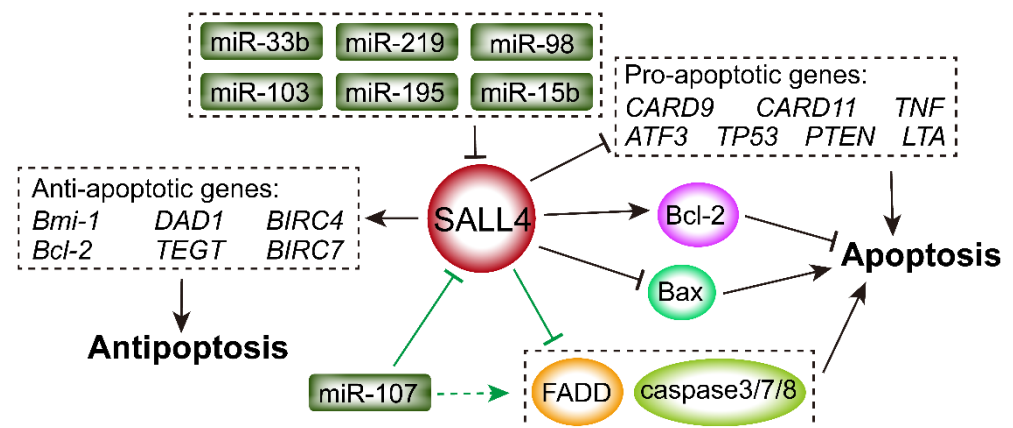 miR-33b miR-219 miR-98
miR-103 miR-195 miR-15b
Pro-apoptotic genes:
CARD9 CARD11 TNF
ATF3 TP53 PTEN LTA
Anti-apoptotic genes:
Bmi-1 DAD1 BIRC4
Bcl-2 TEGT BIRC7
SALL4
Bcl-2
Bax
Apoptosis
Antipoptosis
miR-107
FADD
caspase3/7/8